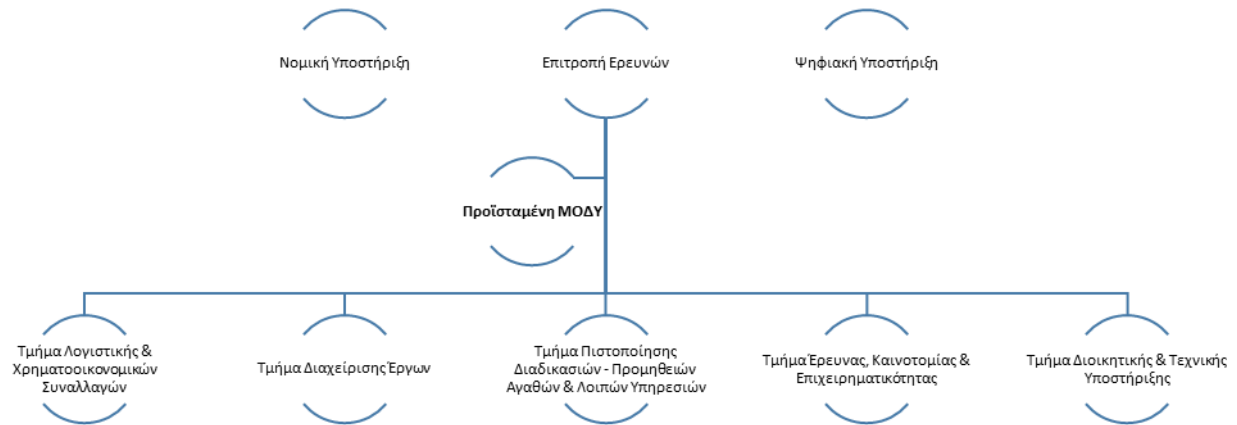 Νομική Υποστήριξη
Επιτροπή Ερευνών
Ψηφιακή Υποστήριξη
Προϊσταμένη ΜΟΔΥ
Τμήμα Λογιστικής &
Χρηματοοικονομικών
Συναλλαγών
Τμήμα Διαχείρισης Έργων
Τμήμα Πιστοποίησης
Διαδικασιών - Προμηθειών
Αγαθών & Λοιπών Υπηρεσιών
Τμήμα Έρευνας, Καινοτομίας &
Επιχειρηματικότητας
Τμήμα Διοικητικής & Τεχνικής
Υποστήριξης